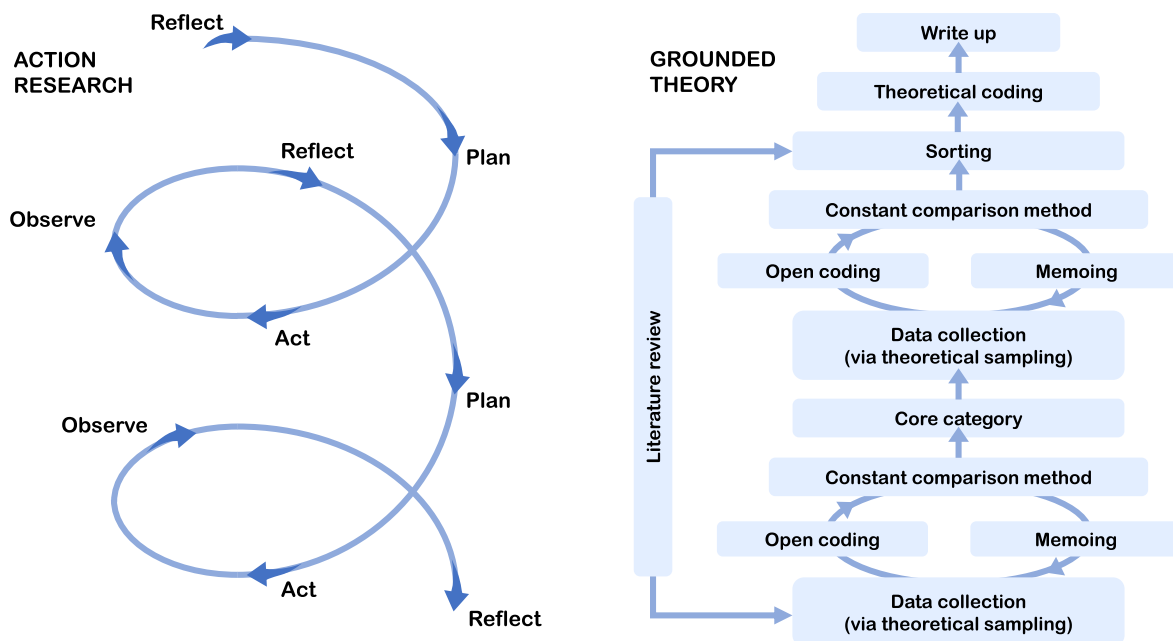 ACTION
RESEARCH
Reflect
Plan
Reflect
Observe
Act
Plan
Observe
Act
Reflect
GROUNDED
THEORY
Write up
Theoretical coding
Sorting
Constant comparison method
Open coding
Memoing
Data collection
(via theoretical sampling)
Core category
Constant comparison method
Open coding
Memoing
Data collection
(via theoretical sampling)
Literature review